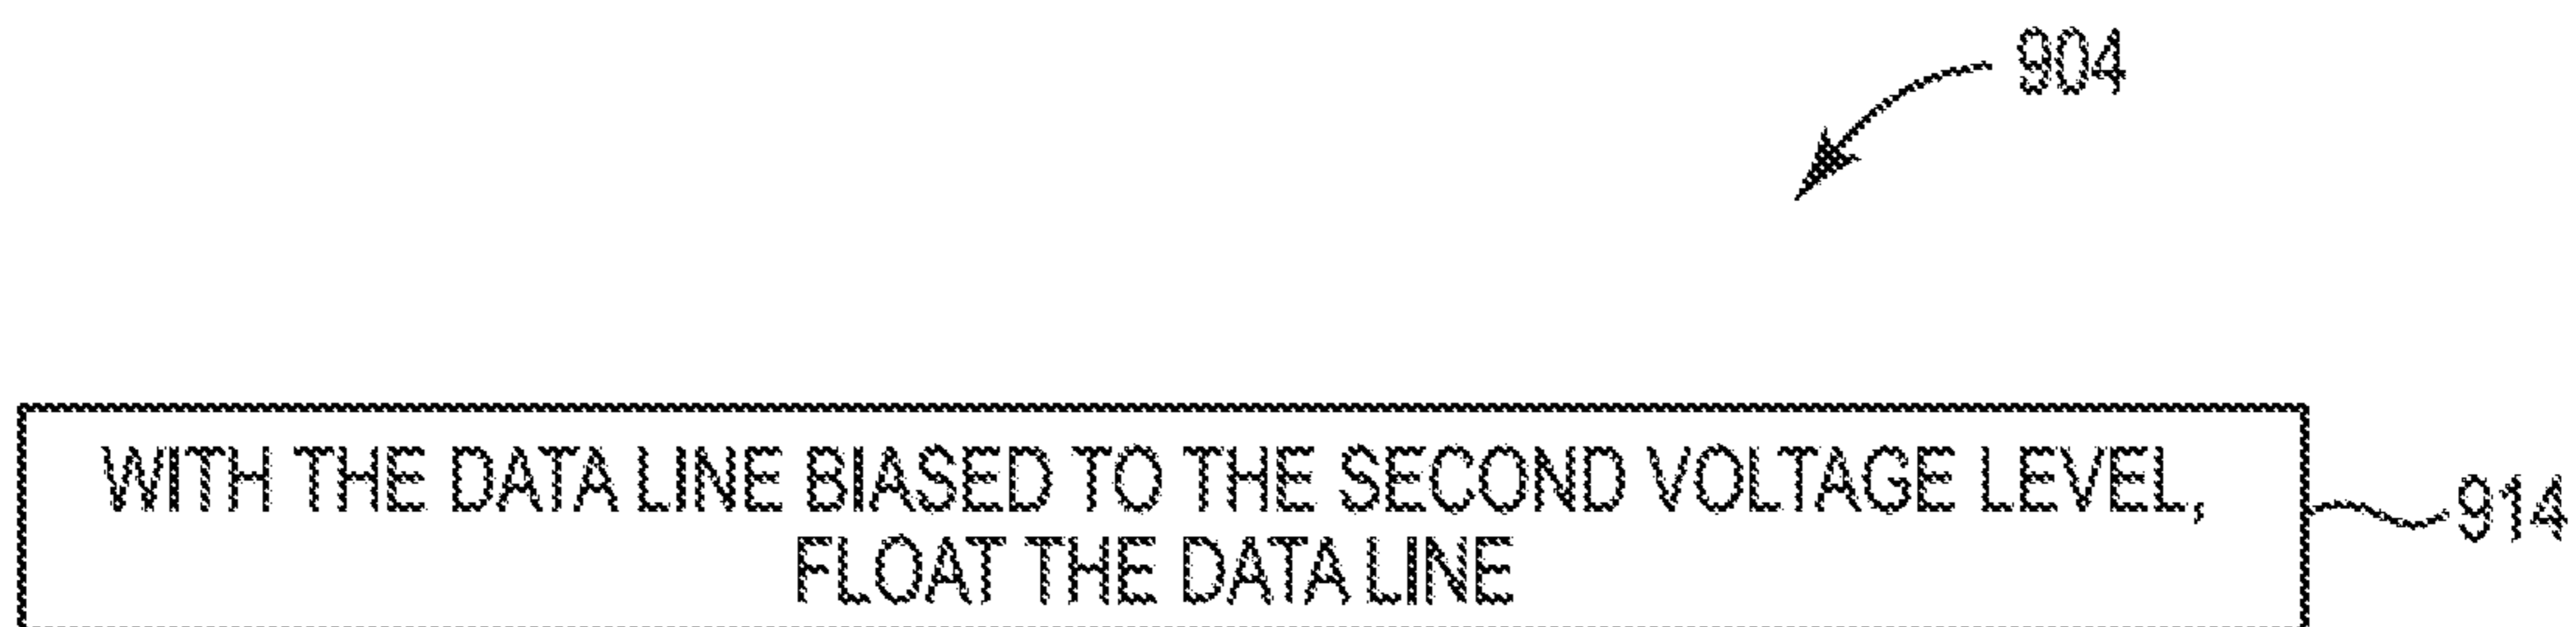 904
WITH THE DATA LINE BIASED TO THE SECOND VOLTAGE LEVEL,
FLOAT THE DATA LINE
914